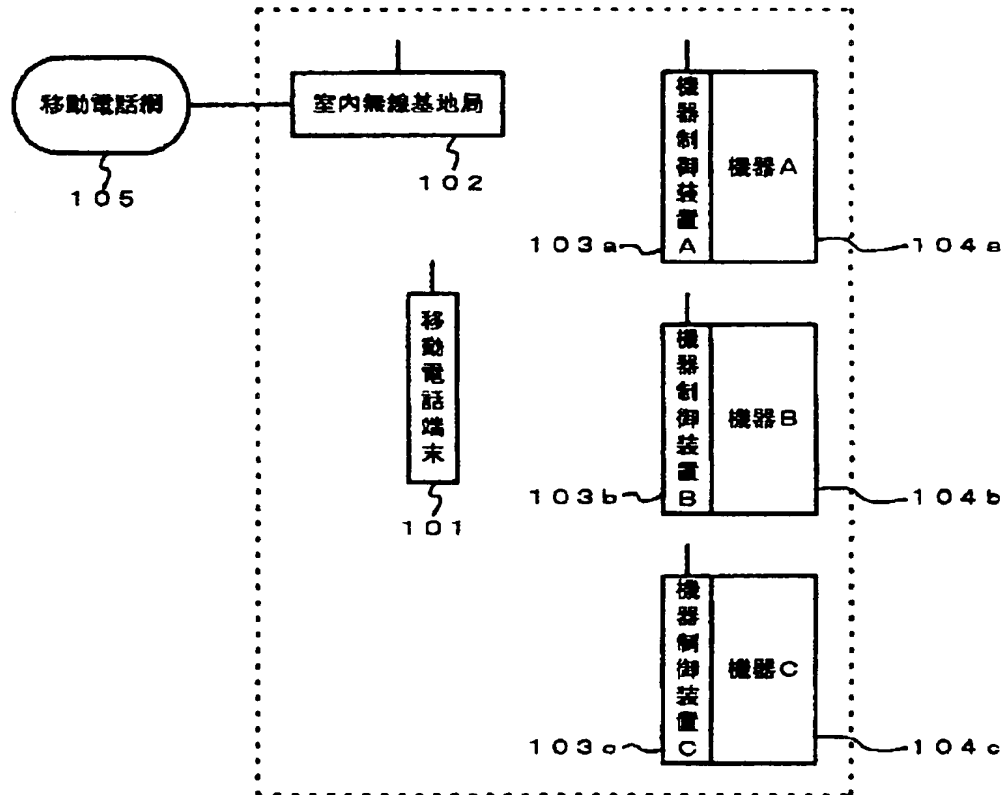 移動電話網
105
室内無線基地局
102
移動電話端末
101
機器制御装置A
機器A
103a
104a
機器制御装置B
機器B
103b
104b
機器制御装置C
機器C
103c
104c